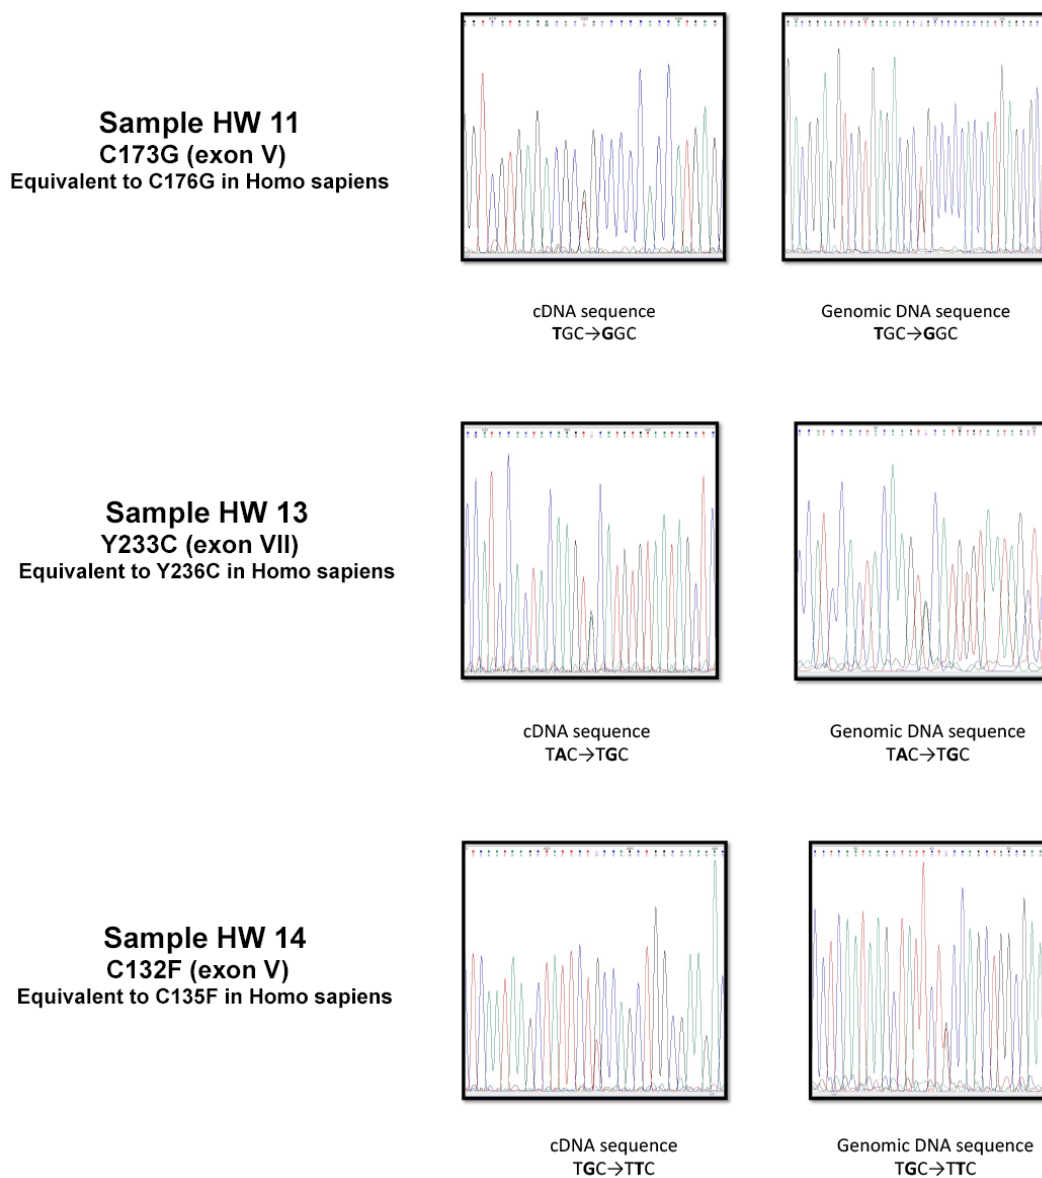 Sample HW 11
C173G (exon V)
Equivalent to C176G in Homo sapiens
cDNA sequence
TGC→GGC
Genomic DNA sequence
TGC→GGC
Sample HW 13
Y233C (exon VII)
Equivalent to Y236C in Homo sapiens
cDNA sequence
TAC→TGC
Genomic DNA sequence
TAC→TGC
Sample HW 14
C132F (exon V)
Equivalent to C135F in Homo sapiens
cDNA sequence
TGC→TTC
Genomic DNA sequence
TGC→TTC